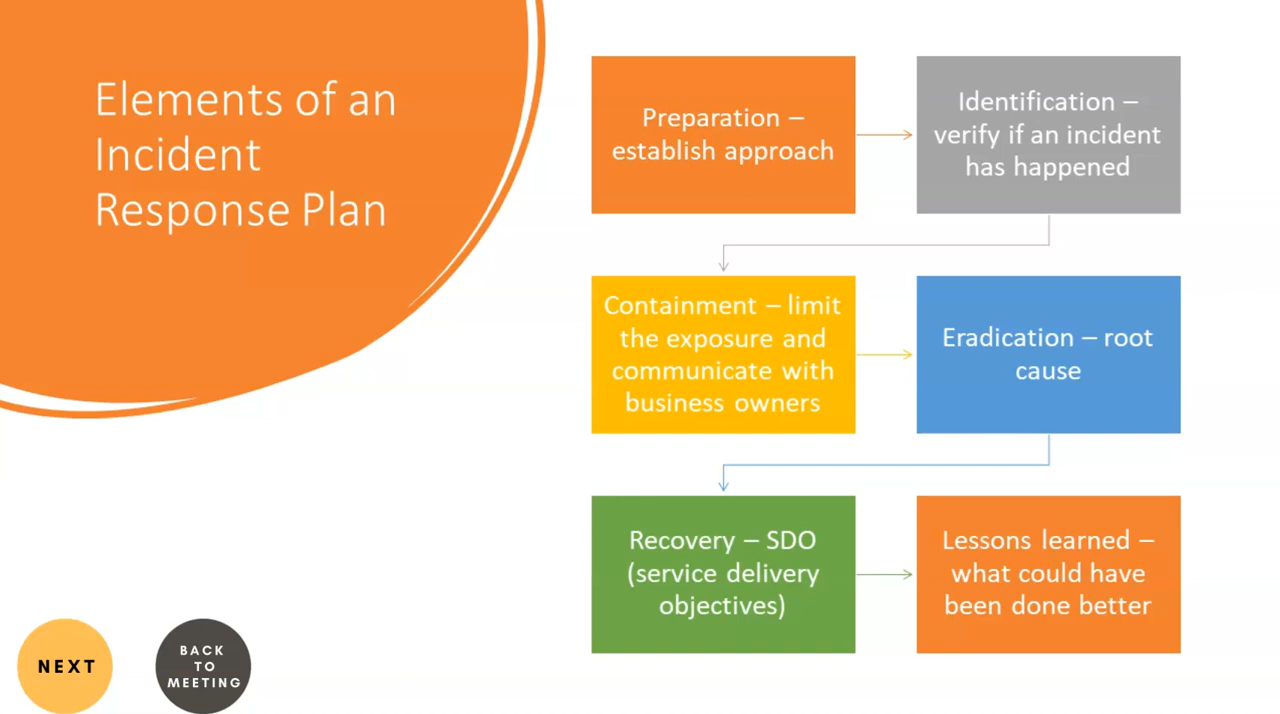 Elements of an
Incident
Response Plan
Preparation –
establish approach
Identification –
verify if an incident
has happened
Containment – limit
the exposure and
communicate with
business owners
Eradication – root
cause
Recovery – SDO
(service delivery
objectives)
Lessons learned –
what could have
been done better
NEXT
BACK
TO
MEETING